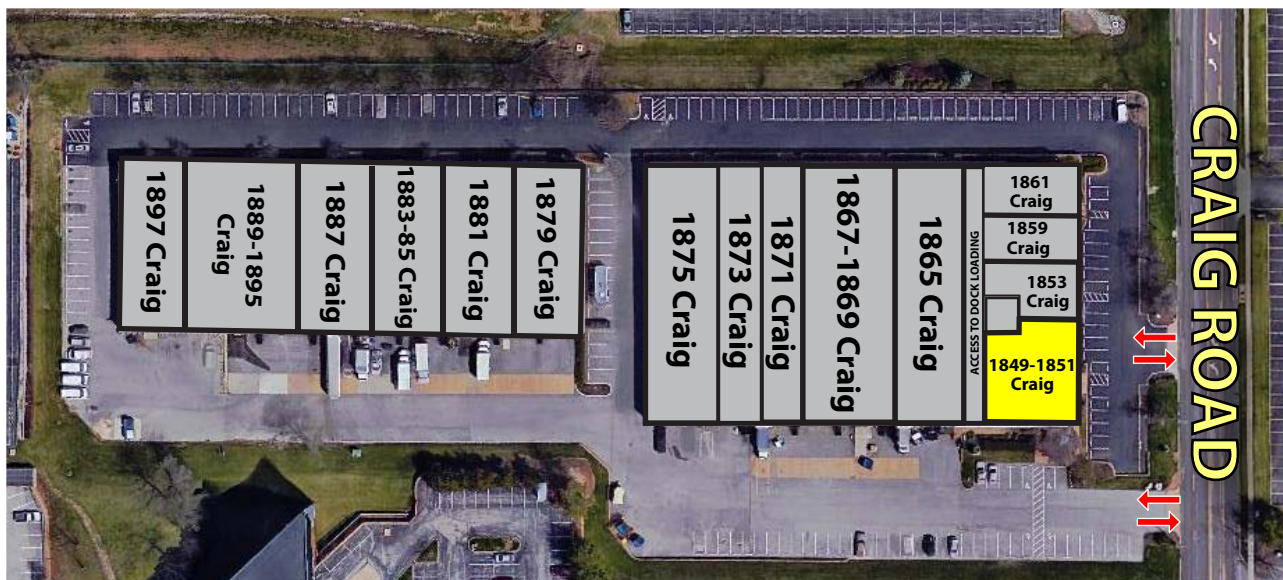 1897 Craig
1889-1895
Craig
1887 Craig
1883-85 Craig
1881 Craig
1879 Craig
1875 Craig
1873 Craig
1871 Craig
1867-1869 Craig
1865 Craig
ACCESS TO DOCK LOADING
1861
Craig
1859
Craig
1853
Craig
1849-1851
Craig
CRAIG ROAD